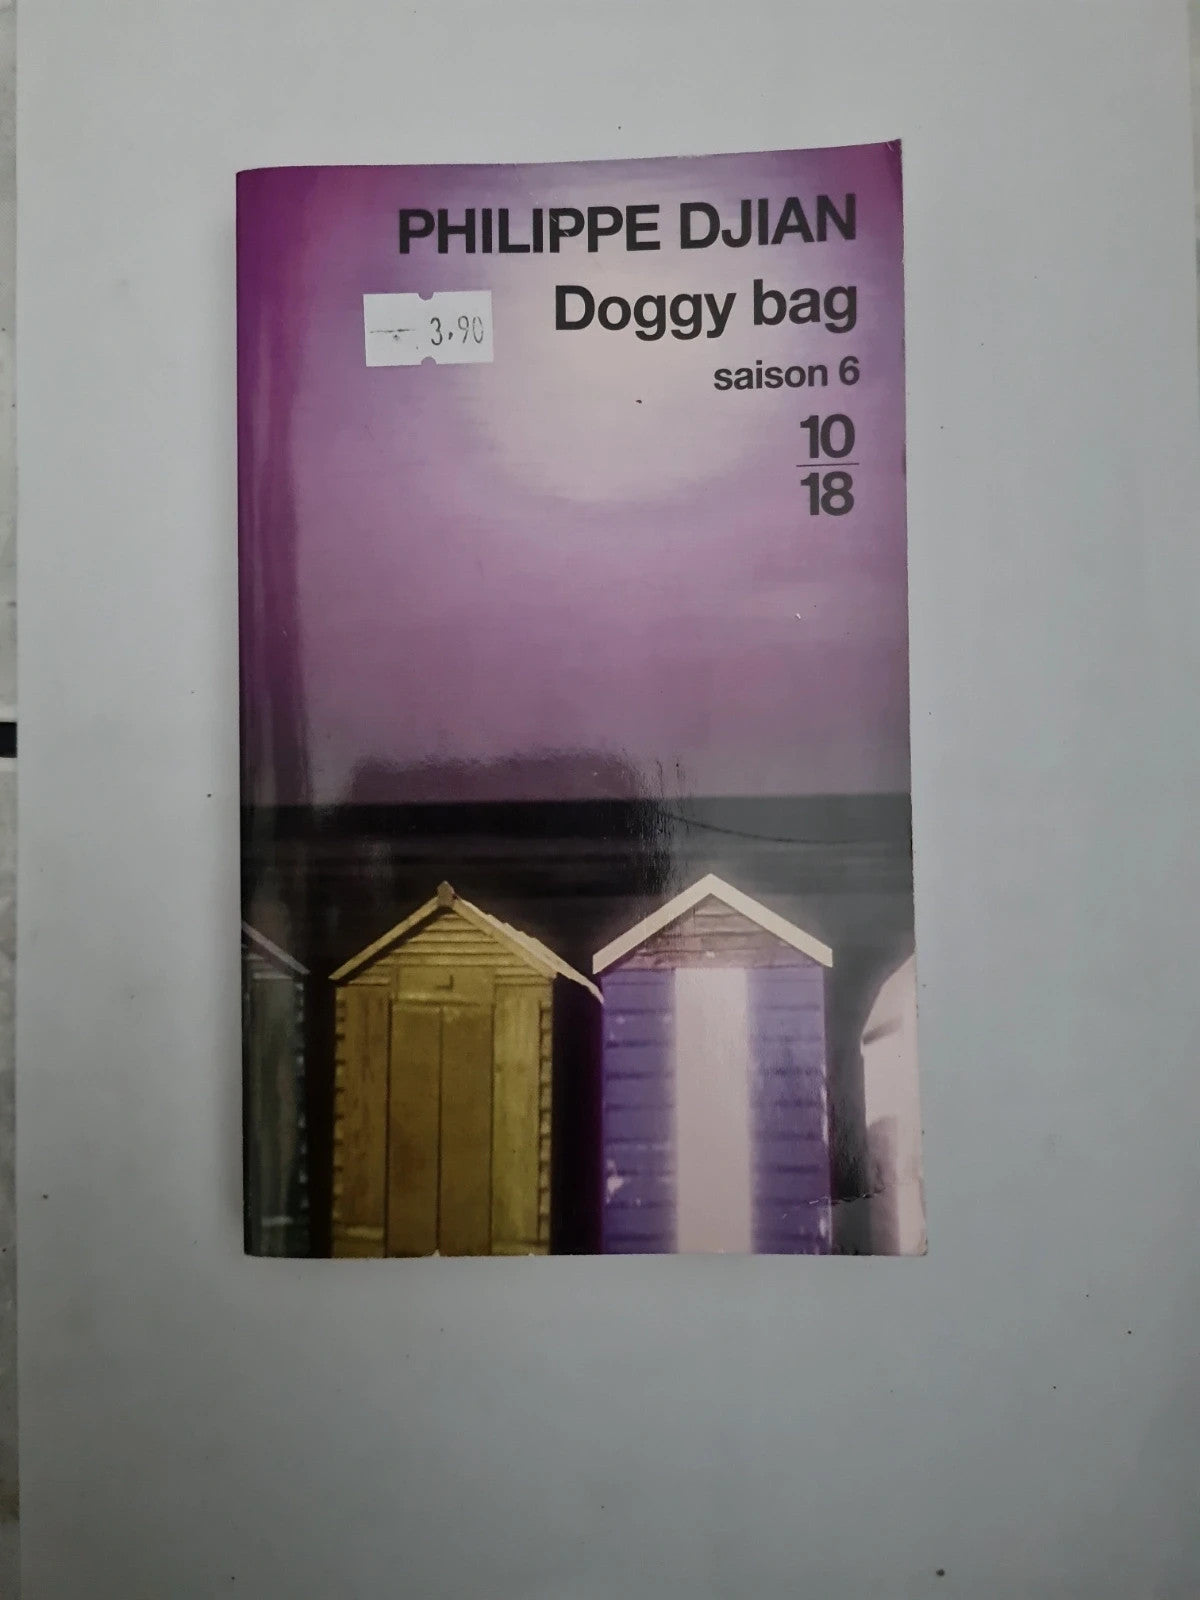 PHILIPPE DJIAN
Doggy bag
3,90
saison 6
10
18